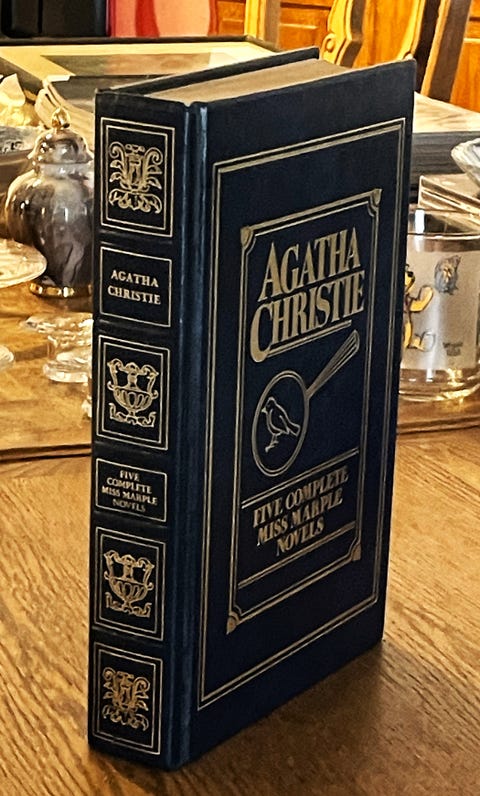 AGATHA
CHRISTIE
FIVE
COMPLETE
MISS MARPLE
NOVELS
AGATHA
CHRISTIE
FIVE COMPLETE
MISS MARPLE
NOVELS